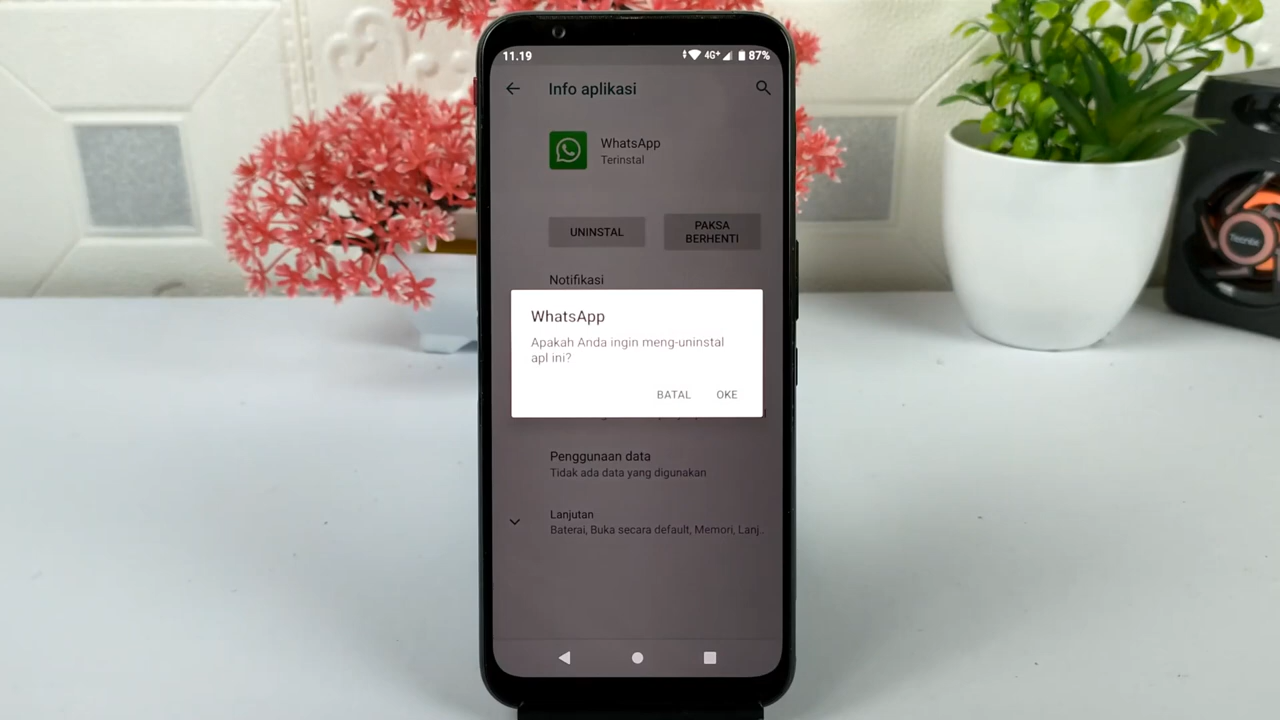 11.19
4G+
87%
Info aplikasi
WhatsApp
Terinstal
UNINSTAL
PAKSA
BERHENTI
Notifikasi
WhatsApp
Apakah Anda ingin meng-uninstal
apl ini?
BATAL
OKE
Penggunaan data
Tidak ada data yang digunakan
Lanjutan
Baterai, Buka secara default, Memori, Lanj..